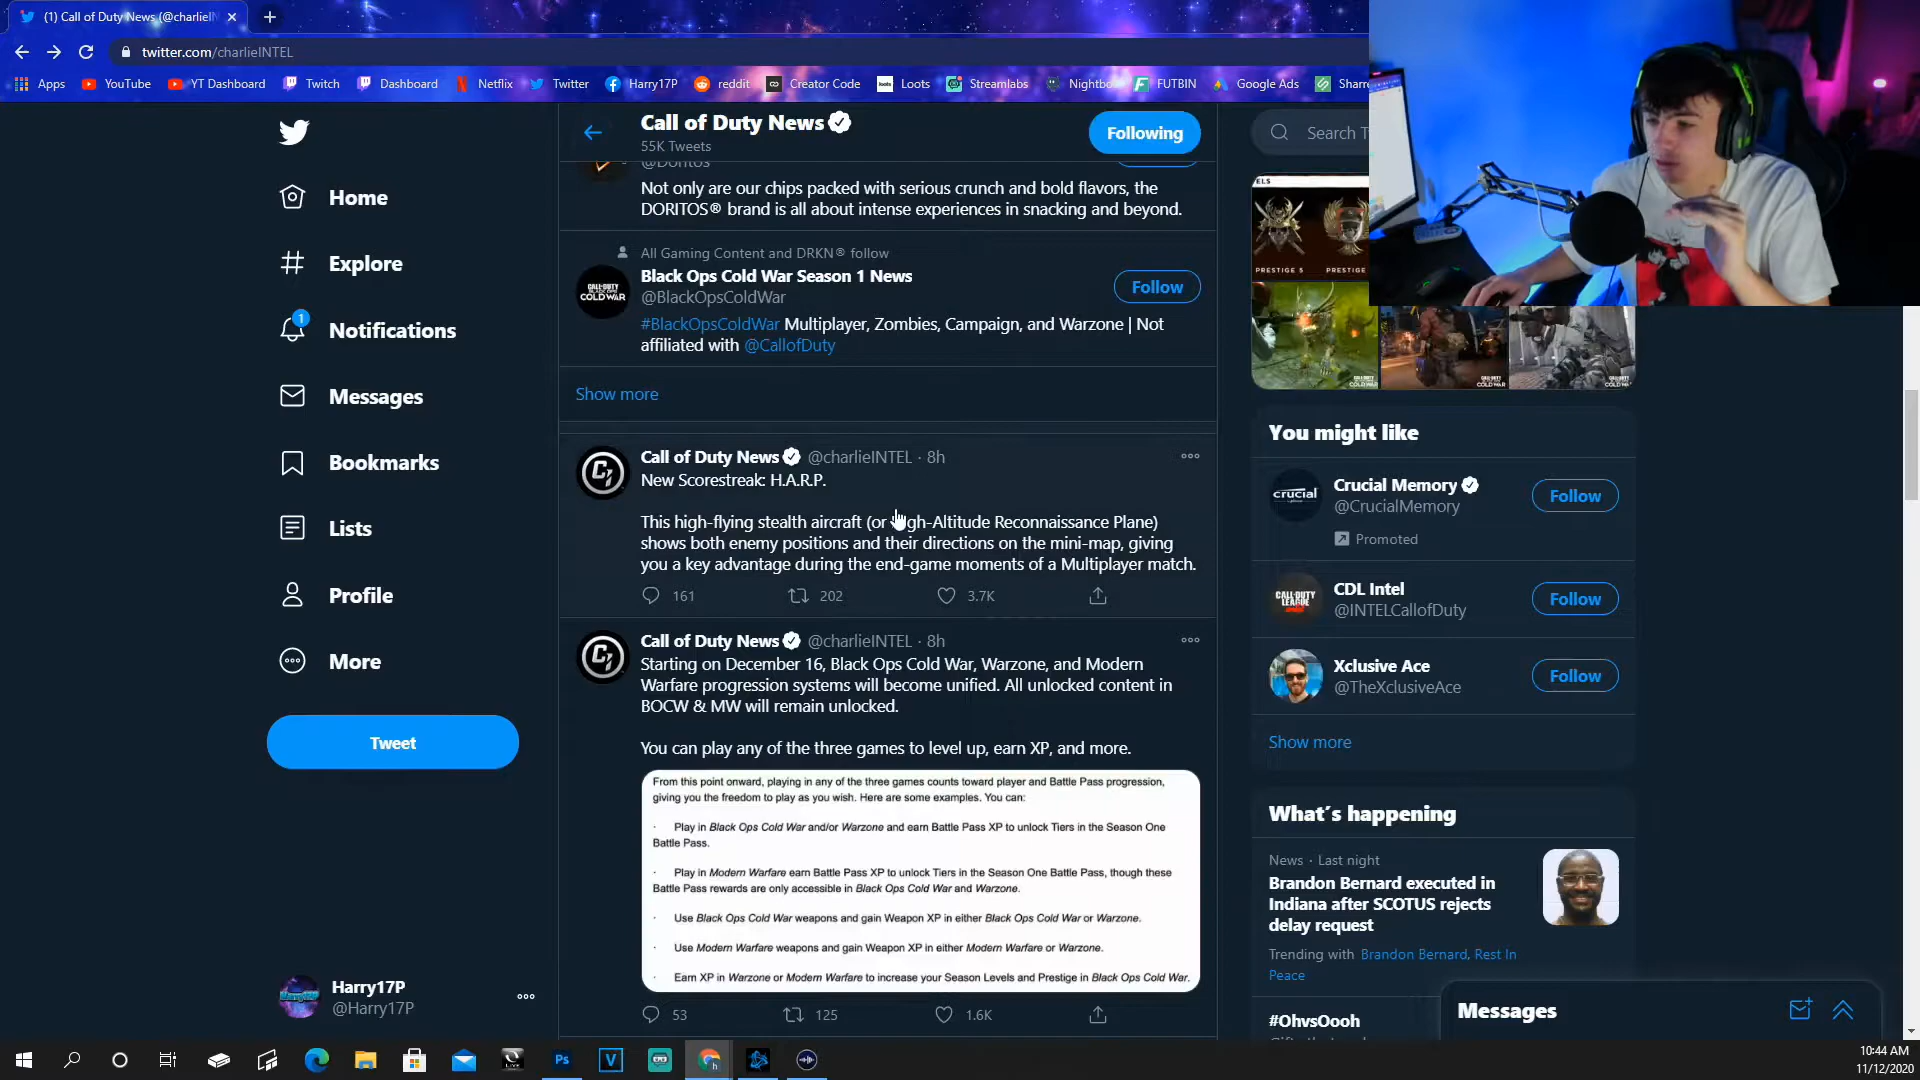 (1) Call of Duty News (@charlieIN
twitter.com/charlieINTEL
Apps YouTube YT Dashboard Twitch Dashboard Netflix Twitter Harry17P reddit Creator Code Loots Streamlabs Nightbo FUTBIN Google Ads Share
Call of Duty News
55K Tweets
Following
Search T
@Doritos
Not only are our chips packed with serious crunch and bold flavors, the
DORITOS® brand is all about intense experiences in snacking and beyond.
All Gaming Content and DRKN® follow
Black Ops Cold War Season 1 News
@BlackOpsColdWar
Follow
#BlackOpsColdWar Multiplayer, Zombies, Campaign, and Warzone | Not
affiliated with @CallofDuty
Show more
Call of Duty News @charlieINTEL · 8h
New Scorestreak: H.A.R.P.
This high-flying stealth aircraft (or High-Altitude Reconnaissance Plane)
shows both enemy positions and their directions on the mini-map, giving
you a key advantage during the end-game moments of a Multiplayer match.
161 202 3.7K
Call of Duty News @charlieINTEL · 8h
Starting on December 16, Black Ops Cold War, Warzone, and Modern
Warfare progression systems will become unified. All unlocked content in
BOCW & MW will remain unlocked.
You can play any of the three games to level up, earn XP, and more.
From this point onward, playing in any of the three games counts toward player and Battle Pass progression,
giving you the freedom to play as you wish. Here are some examples. You can:
· Play in Black Ops Cold War and/or Warzone and earn Battle Pass XP to unlock Tiers in the Season One
Battle Pass.
· Play in Modern Warfare earn Battle Pass XP to unlock Tiers in the Season One Battle Pass, though these
Battle Pass rewards are only accessible in Black Ops Cold War and Warzone.
· Use Black Ops Cold War weapons and gain Weapon XP in either Black Ops Cold War or Warzone.
· Use Modern Warfare weapons and gain Weapon XP in either Modern Warfare or Warzone.
· Earn XP in Warzone or Modern Warfare to increase your Season Levels and Prestige in Black Ops Cold War.
53 125 1.6K
Home
Explore
1
Notifications
Messages
Bookmarks
Lists
Profile
More
Tweet
Harry17P
@Harry17P
ELS
PRESTIGE 5 PRESTIGE
You might like
Crucial Memory
@CrucialMemory
Follow
Promoted
CDL Intel
@INTELCallofDuty
Follow
Xclusive Ace
@TheXclusiveAce
Follow
Show more
What's happening
News · Last night
Brandon Bernard executed in
Indiana after SCOTUS rejects
delay request
Trending with Brandon Bernard, Rest In
Peace
#OhvsOooh
Messages
10:44 AM
11/12/2020